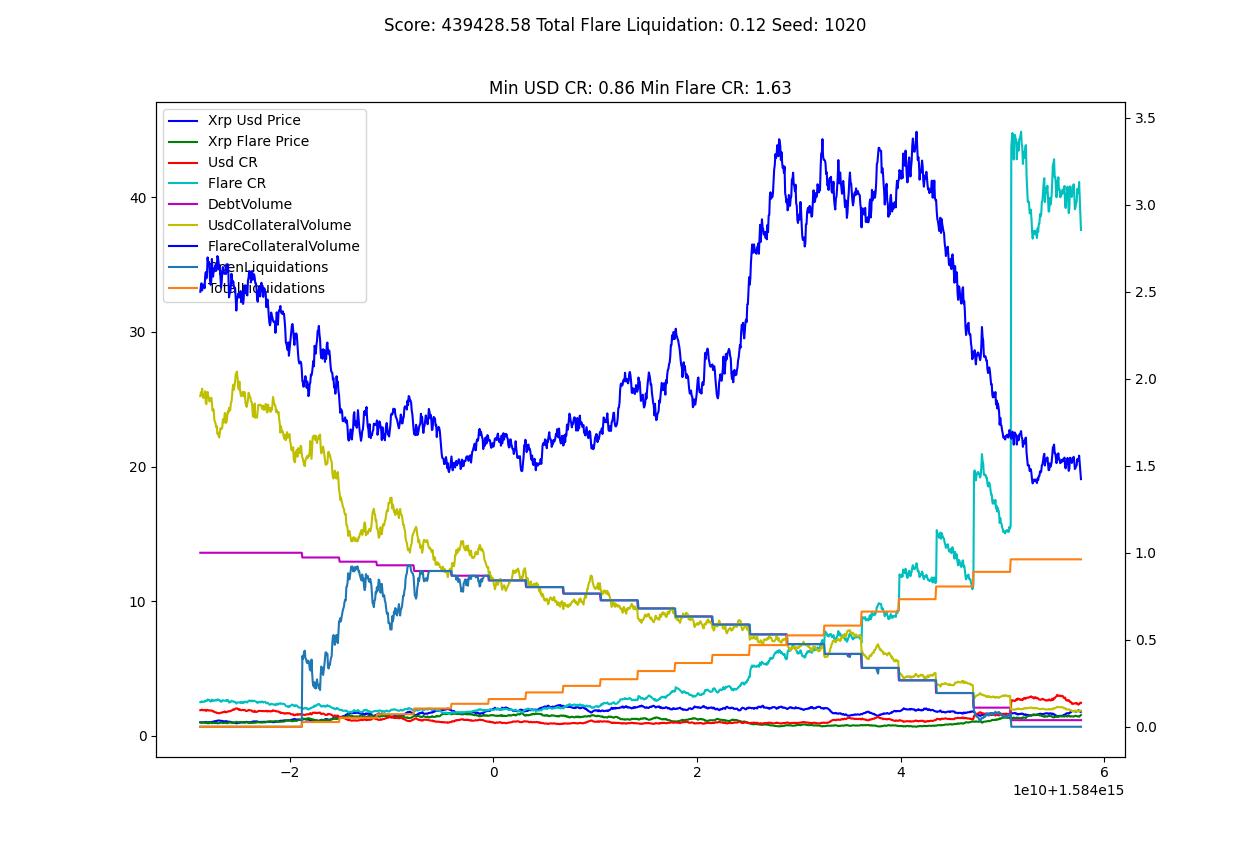 Score: 439428.58 Total Flare Liquidation: 0.12 Seed: 1020
Min USD CR: 0.86 Min Flare CR: 1.63
Xrp Usd Price
Xrp Flare Price
Usd CR
Flare CR
DebtVolume
UsdCollateralVolume
FlareCollateralVolume
OpenLiquidations
TotalLiquidations
40
30
20
10
0
3.5
3.0
2.5
2.0
1.5
1.0
0.5
0.0
−2 0 2 4 6
1e10+1.584e15